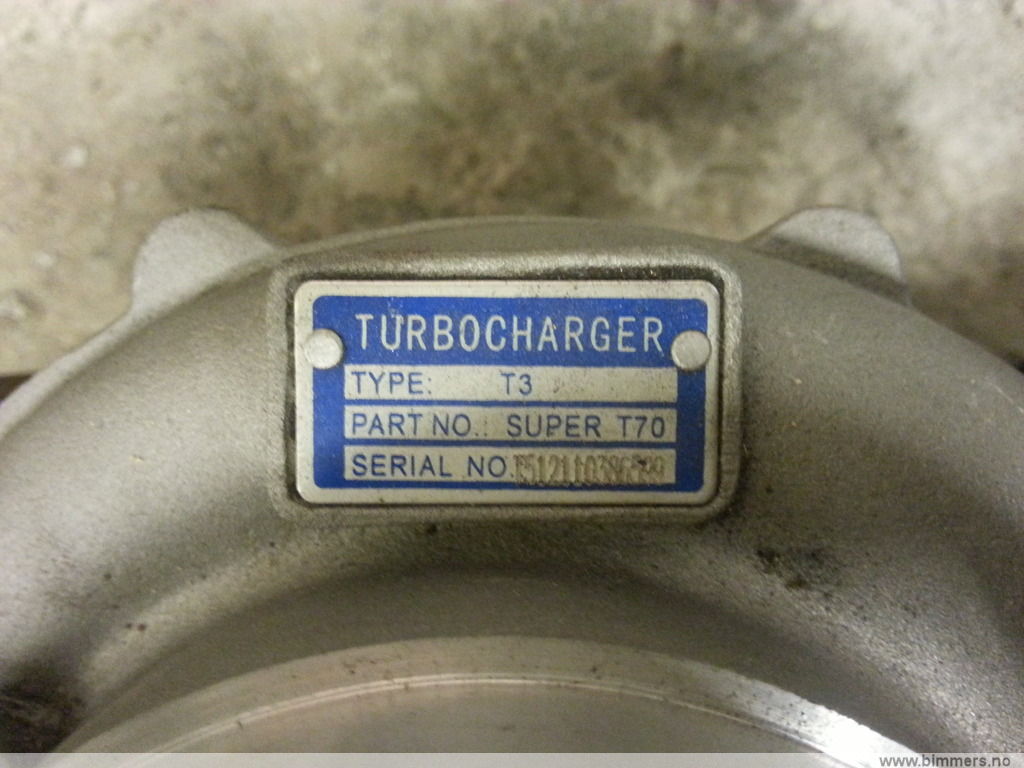 TURBOCHARGER
TYPE: T3
PART NO.: SUPER T70
SERIAL NO.
www.bimmers.no